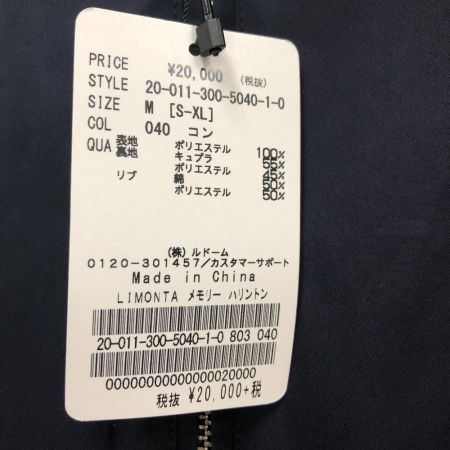 PRICE ¥20,000 (税抜)
STYLE 20-011-300-5040-1-0
SIZE M [S-XL]
COL 040 コン
QUA 表地 ポリエステル 100%
裏地 キュプラ 55%
ポリエステル 45%
リブ 綿 50%
ポリエステル 50%
(株)ルドーム
0120-301457/カスタマーサポート
Made in China
LIMONTA メモリー ハリントン
20-011-300-5040-1-0 803 040
00000000000000020000
税抜 ¥20,000+税